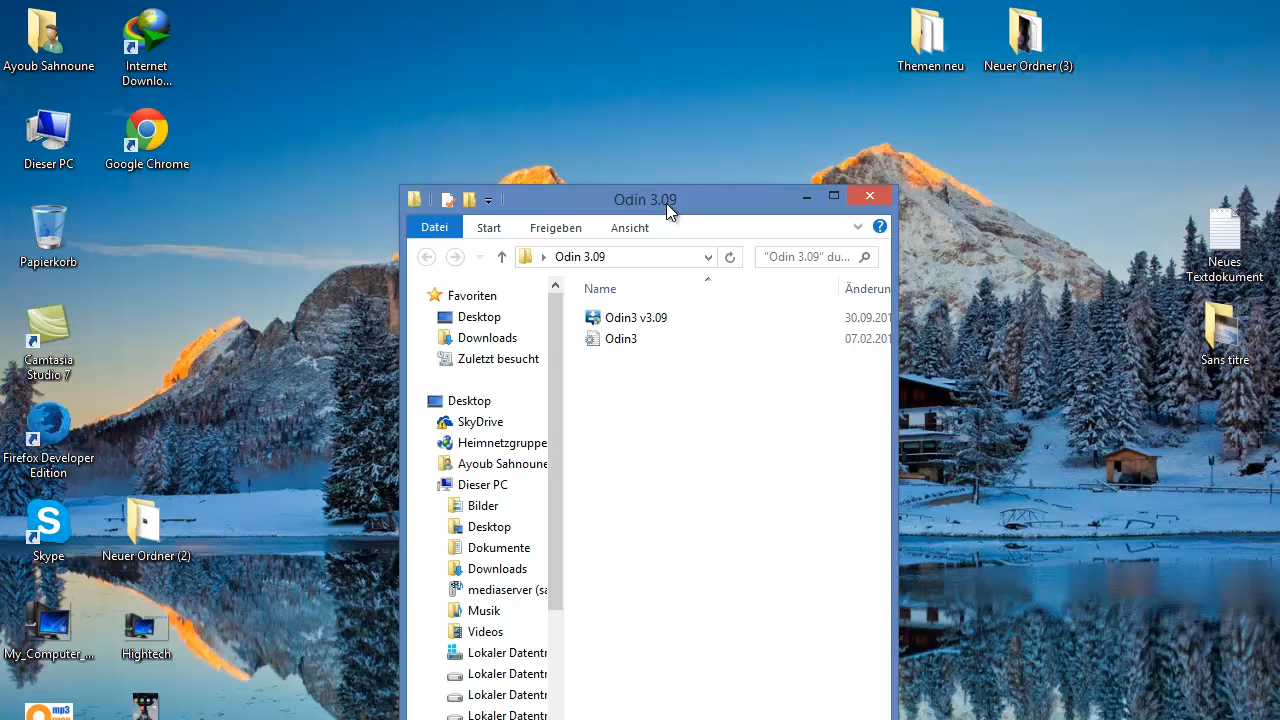 Ayoub Sahnoune
Internet
Downlo...
Themen neu
Neuer Ordner (3)
Dieser PC
Google Chrome
Papierkorb
Camtasia
Studio 7
Firefox Developer
Edition
Skype
Neuer Ordner (2)
My_Computer_...
Hightech
mp3
Neues
Textdokument
Sans titre
Odin 3.09
Datei
Start
Freigeben
Ansicht
Odin 3.09
"Odin 3.09" du...
Name
Änderun
Favoriten
Desktop
Downloads
Zuletzt besucht
Desktop
SkyDrive
Heimnetzgruppe
Ayoub Sahnoune
Dieser PC
Bilder
Desktop
Dokumente
Downloads
mediaserver (sa
Musik
Videos
Lokaler Datentr
Lokaler Datentr
Lokaler Datentr
Lokaler Datentr
Odin3 v3.09
30.09.201
Odin3
07.02.201